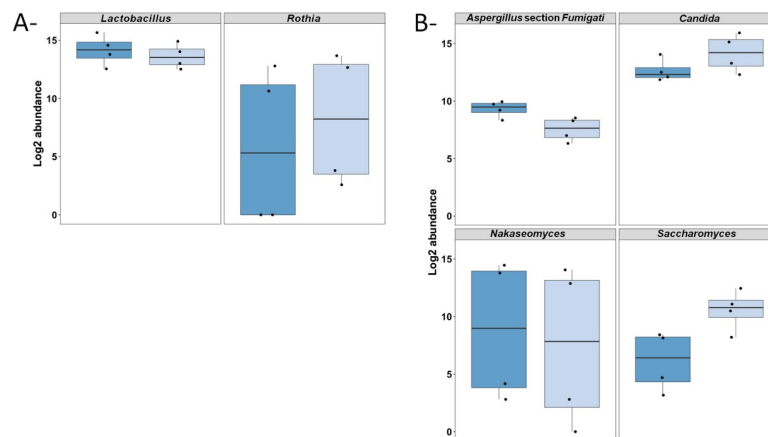 A-
Lactobacillus
Rothia
Log2 abundance
15
10
5
0
B-
Aspergillus section Fumigati
Candida
Log2 abundance
15
10
5
0
Nakaseomyces
Saccharomyces
15
10
5
0